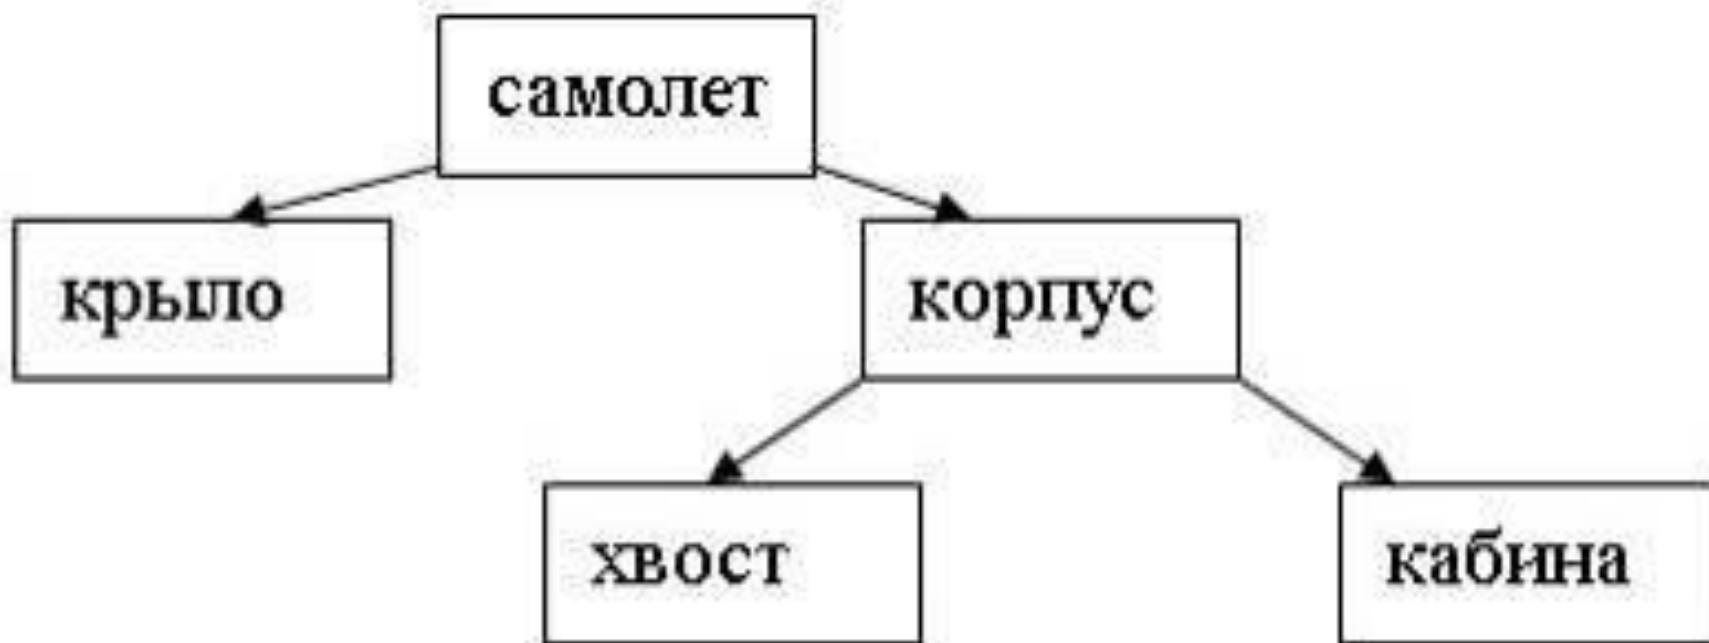 самолет
крыло
корпус
хвост
кабина